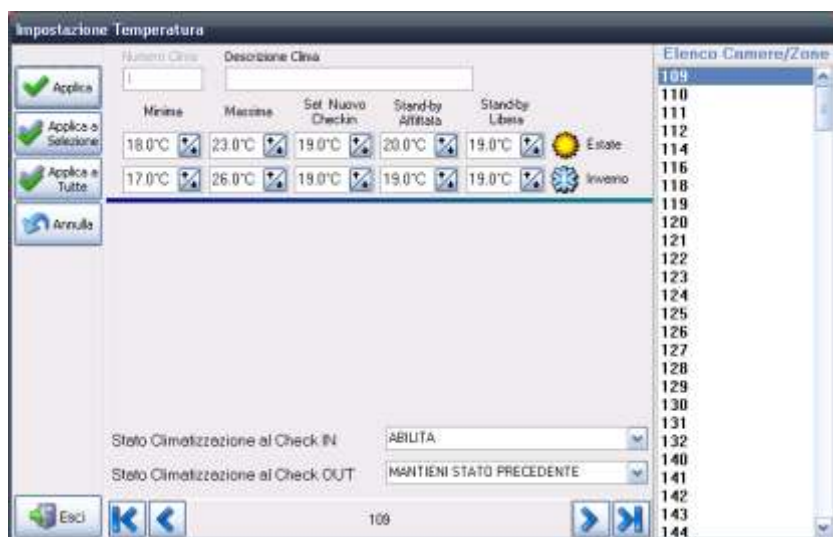 Impostazione Temperatura
Applica
Applica a
Selezione
Applica a
Tutte
Annulla
Esci
Numero Clima
Descrizione Clima
1
Minima
Massima
Set Nuovo
Checkin
Stand-by
Affittata
Stand-by
Libera
18.0°C 23.0°C 19.0°C 20.0°C 19.0°C Estate
17.0°C 26.0°C 19.0°C 19.0°C 19.0°C Inverno
Stato Climatizzazione al Check IN ABILITA
Stato Climatizzazione al Check OUT MANTIENI STATO PRECEDENTE
109
Elenco Camere/Zone
109
110
111
112
114
116
118
119
120
121
122
123
124
125
126
127
128
129
130
131
132
140
141
142
143
144